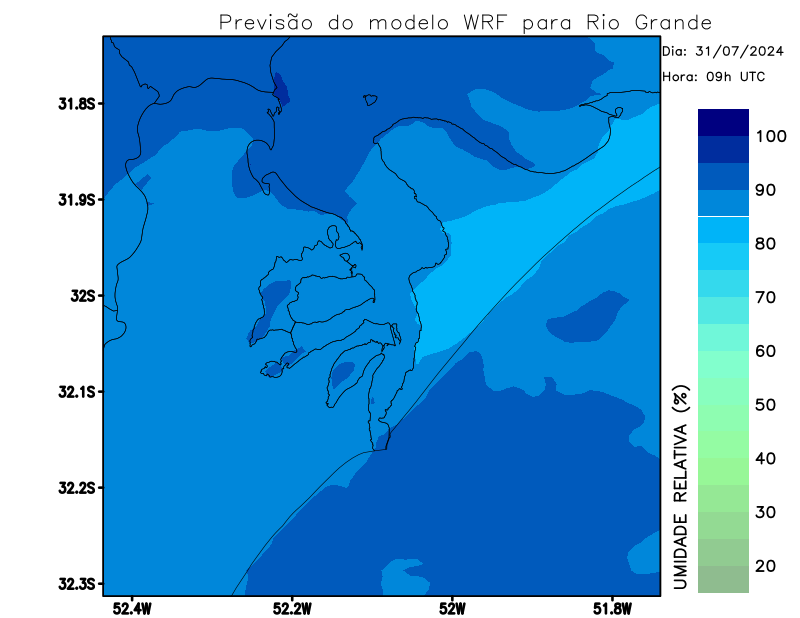 Previsão do modelo WRF para Rio Grande
Dia: 31/07/2024
Hora: 09h UTC
31.8S
31.9S
32S
32.1S
32.2S
32.3S
52.4W
52.2W
52W
51.8W
UMIDADE RELATIVA (%)
100
90
80
70
60
50
40
30
20